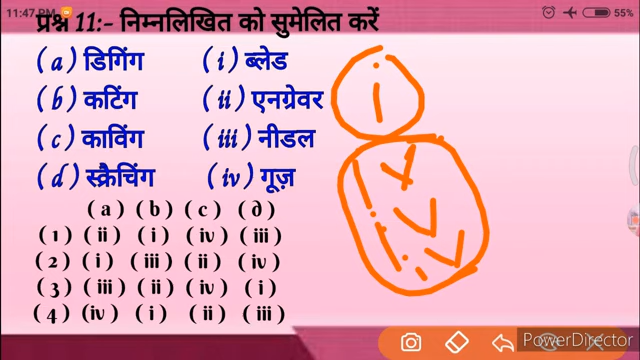 11:47 PM
55%
प्रश्न 11:- निम्नलिखित को सुमेलित करें
(a) डिगिंग (i) ब्लेड
(b) कटिंग (ii) एनग्रेवर
(c) कार्विंग (iii) नीडल
(d) स्क्रैचिंग (iv) गूज़
(a) (b) (c) (d)
(1) (ii) (i) (iv) (iii)
(2) (i) (iii) (ii) (iv)
(3) (iii) (ii) (iv) (i)
(4) (iv) (i) (ii) (iii)
i
PowerDirector